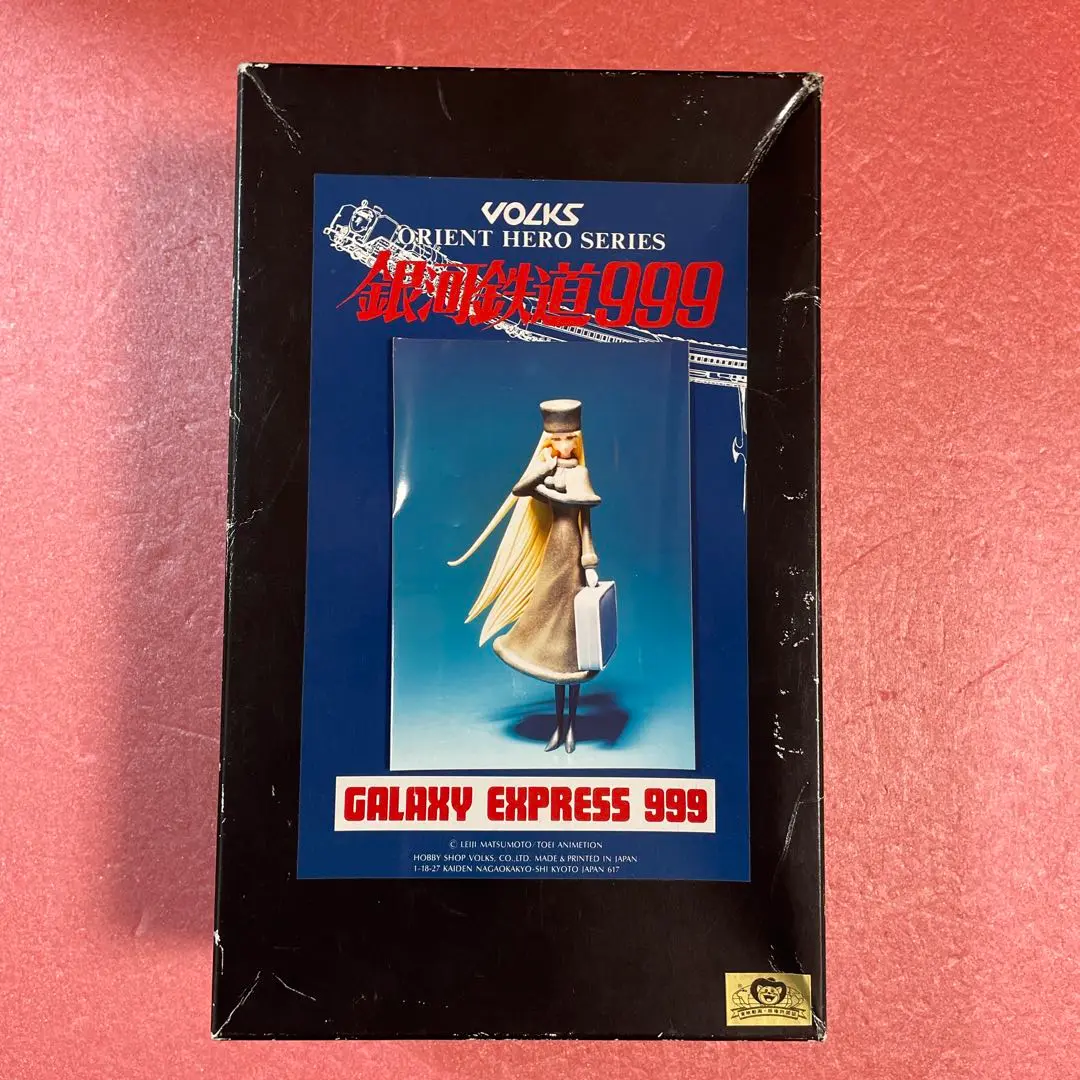 VOLKS
ORIENT HERO SERIES
銀河鉄道999
GALAXY EXPRESS 999
© LEIJI MATSUMOTO/TOEI ANIMETION
HOBBY SHOP VOLKS, CO.,LTD. MADE & PRINTED IN JAPAN
1-18-27 KAIDEN NAGAOKAKYO-SHI KYOTO JAPAN 617